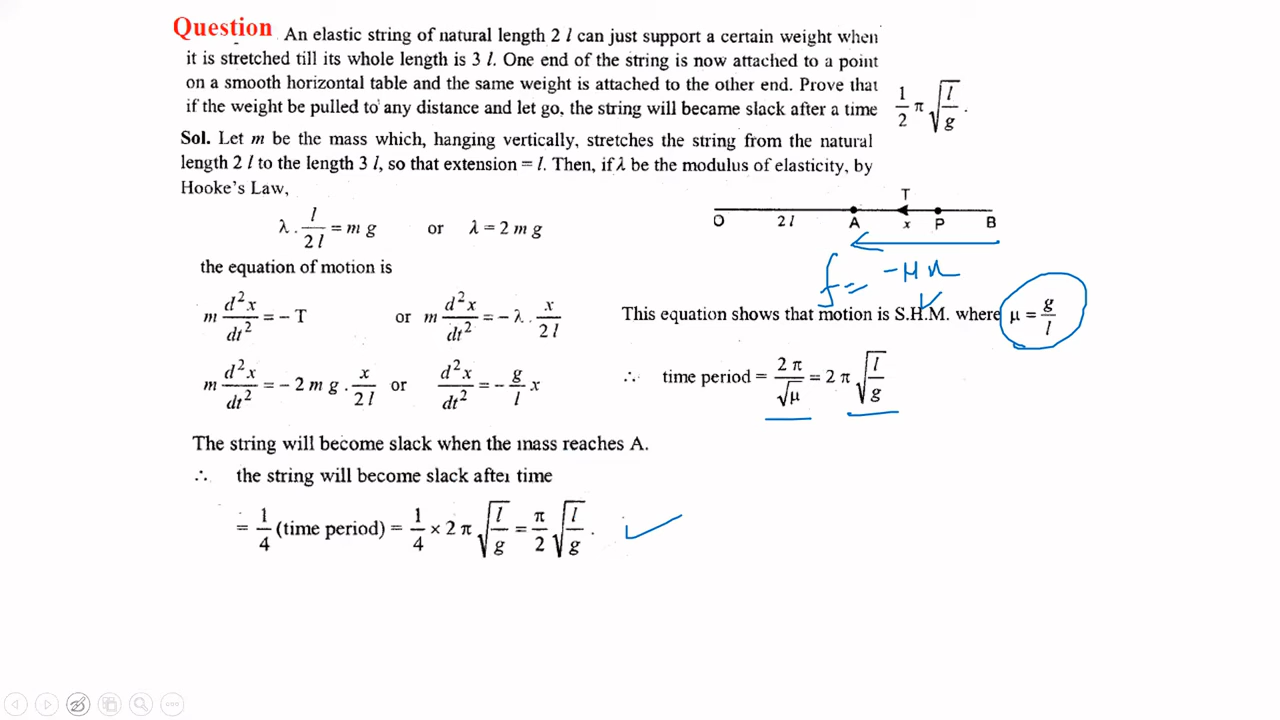 Question An elastic string of natural length 2 l can just support a certain weight when
it is stretched till its whole length is 3 l. One end of the string is now attached to a point
on a smooth horizontal table and the same weight is attached to the other end. Prove that
if the weight be pulled to any distance and let go, the string will became slack after a time 1/2 π √(l/g) .
Sol. Let m be the mass which, hanging vertically, stretches the string from the natural
length 2 l to the length 3 l, so that extension = l. Then, if λ be the modulus of elasticity, by
Hooke's Law,
λ . l/2l = m g or λ = 2 m g
O 2 l A x P B
T
the equation of motion is
f = -μx
m d²x/dt² = − T or m d²x/dt² = − λ . x/2l
This equation shows that motion is S.H.M. where μ = g/l
m d²x/dt² = − 2 m g . x/2l or d²x/dt² = − g/l x
∴ time period = 2π/√μ = 2 π √(l/g)
The string will become slack when the mass reaches A.
∴ the string will become slack after time
= 1/4 (time period) = 1/4 × 2 π √(l/g) = π/2 √(l/g) .